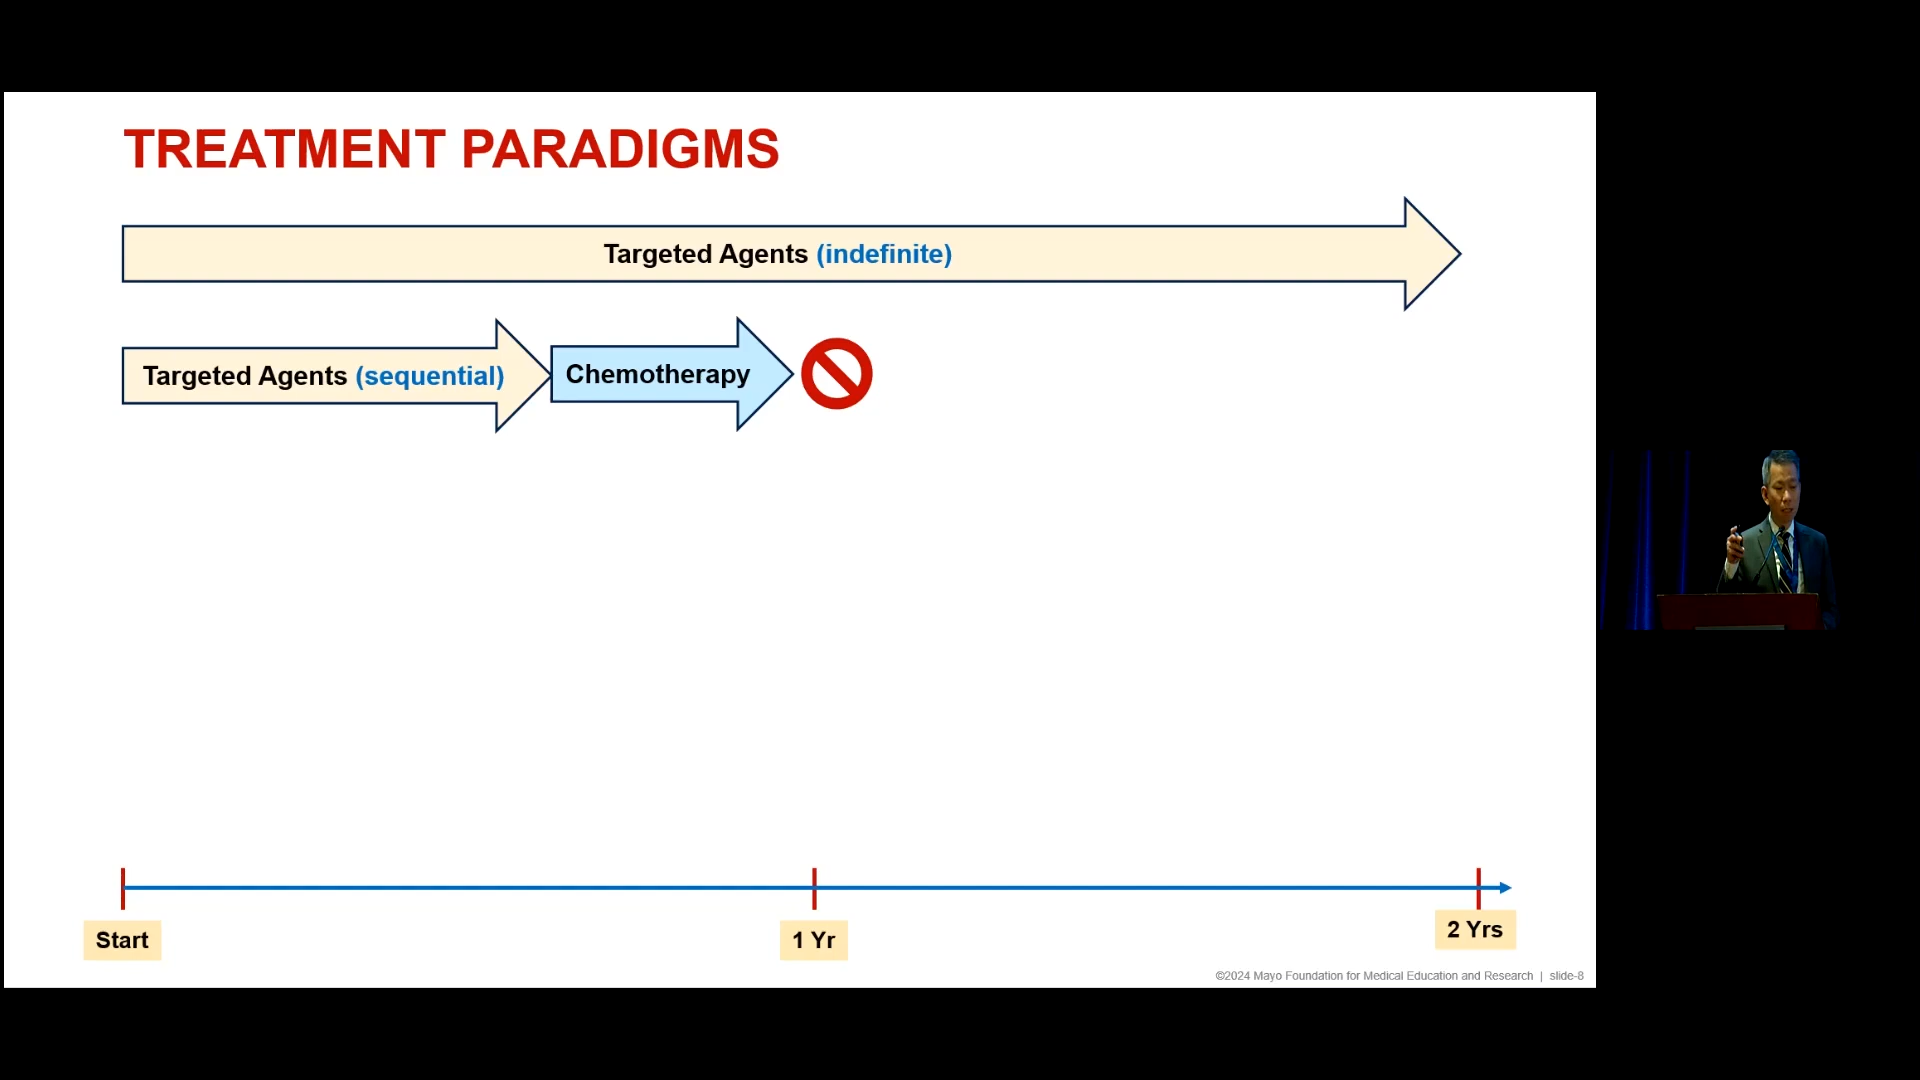 TREATMENT PARADIGMS
Targeted Agents (indefinite)
Targeted Agents (sequential)
Chemotherapy
Start
1 Yr
2 Yrs
©2024 Mayo Foundation for Medical Education and Research | slide-8